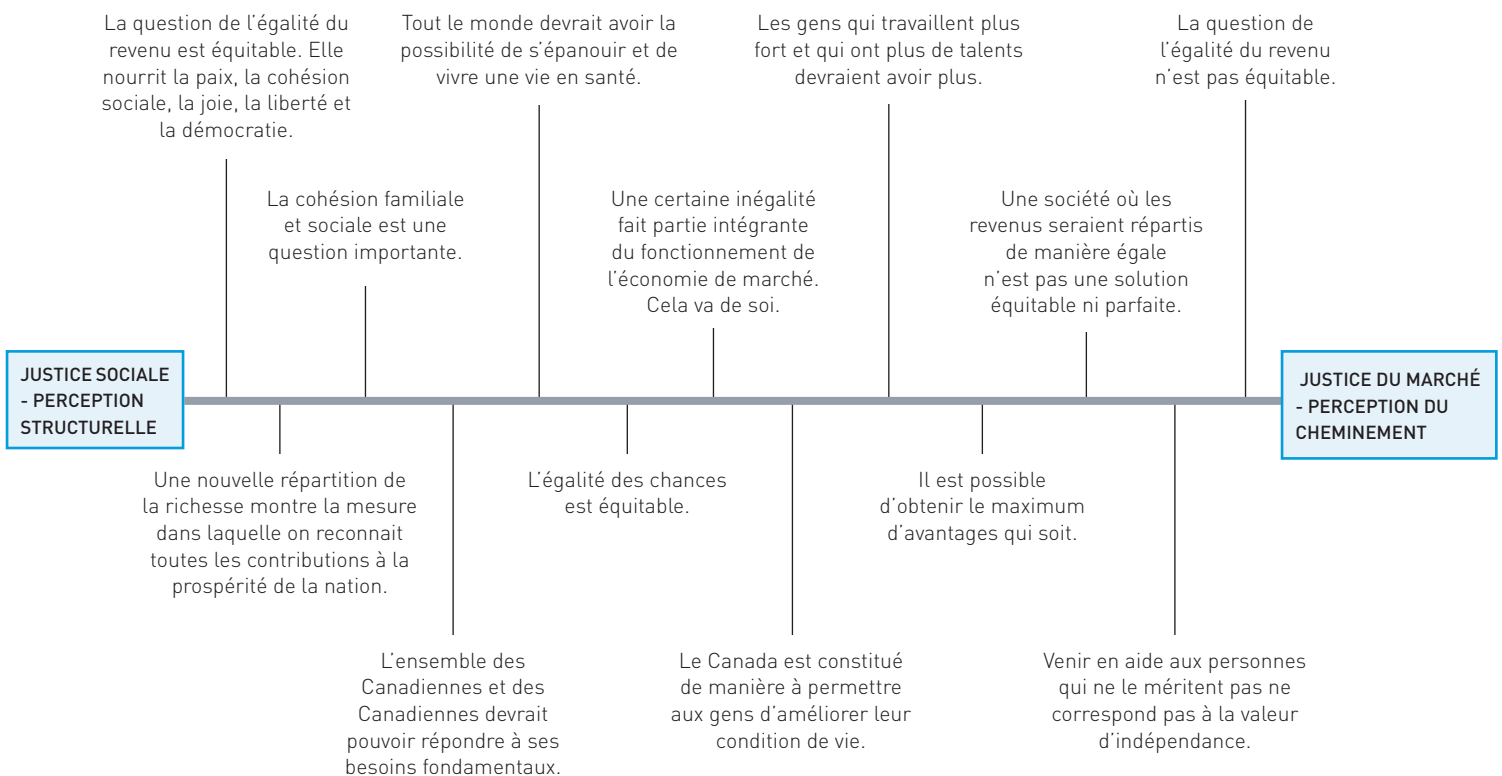 La question de l'égalité du
revenu est équitable. Elle
nourrit la paix, la cohésion
sociale, la joie, la liberté et
la démocratie.
Tout le monde devrait avoir la
possibilité de s'épanouir et de
vivre une vie en santé.
Les gens qui travaillent plus
fort et qui ont plus de talents
devraient avoir plus.
La question de
l'égalité du revenu
n'est pas équitable.
La cohésion familiale
et sociale est une
question importante.
Une certaine inégalité
fait partie intégrante
du fonctionnement de
l'économie de marché.
Cela va de soi.
Une société où les
revenus seraient répartis
de manière égale
n'est pas une solution
équitable ni parfaite.
JUSTICE SOCIALE
- PERCEPTION
STRUCTURELLE
JUSTICE DU MARCHÉ
- PERCEPTION DU
CHEMINEMENT
Une nouvelle répartition de
la richesse montre la mesure
dans laquelle on reconnait
toutes les contributions à la
prospérité de la nation.
L'égalité des chances
est équitable.
Il est possible
d'obtenir le maximum
d'avantages qui soit.
L'ensemble des
Canadiennes et des
Canadiennes devrait
pouvoir répondre à ses
besoins fondamentaux.
Le Canada est constitué
de manière à permettre
aux gens d'améliorer leur
condition de vie.
Venir en aide aux personnes
qui ne le méritent pas ne
correspond pas à la valeur
d'indépendance.